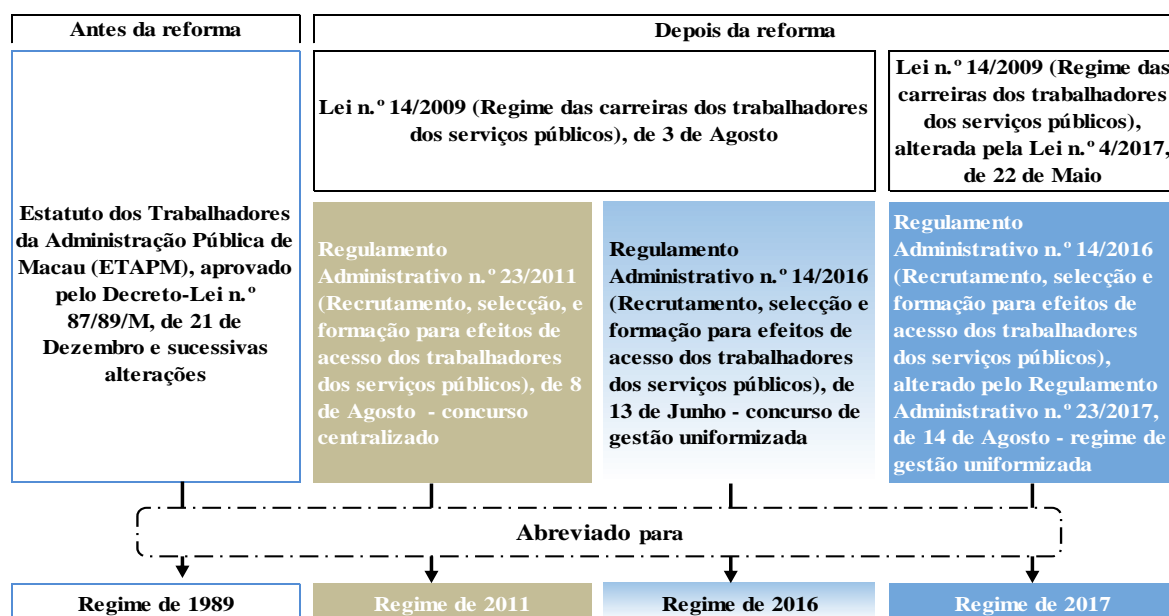 Antes da reforma
Depois da reforma
Estatuto dos Trabalhadores
da Administração Pública de
Macau (ETAPM), aprovado
pelo Decreto-Lei n.º
87/89/M, de 21 de
Dezembro e sucessivas
alterações
Lei n.º 14/2009 (Regime das carreiras dos trabalhadores
dos serviços públicos), de 3 de Agosto
Lei n.º 14/2009 (Regime das
carreiras dos trabalhadores
dos serviços públicos),
alterada pela Lei n.º 4/2017,
de 22 de Maio
Regulamento
Administrativo n.º 23/2011
(Recrutamento, selecção, e
formação para efeitos de
acesso dos trabalhadores
dos serviços públicos), de 8
de Agosto - concurso
centralizado
Regulamento
Administrativo n.º 14/2016
(Recrutamento, selecção e
formação para efeitos de
acesso dos trabalhadores
dos serviços públicos), de
13 de Junho - concurso de
gestão uniformizada
Regulamento
Administrativo n.º 14/2016
(Recrutamento, selecção e
formação para efeitos de
acesso dos trabalhadores
dos serviços públicos),
alterado pelo Regulamento
Administrativo n.º 23/2017,
de 14 de Agosto - regime de
gestão uniformizada
Abreviado para
Regime de 1989
Regime de 2011
Regime de 2016
Regime de 2017